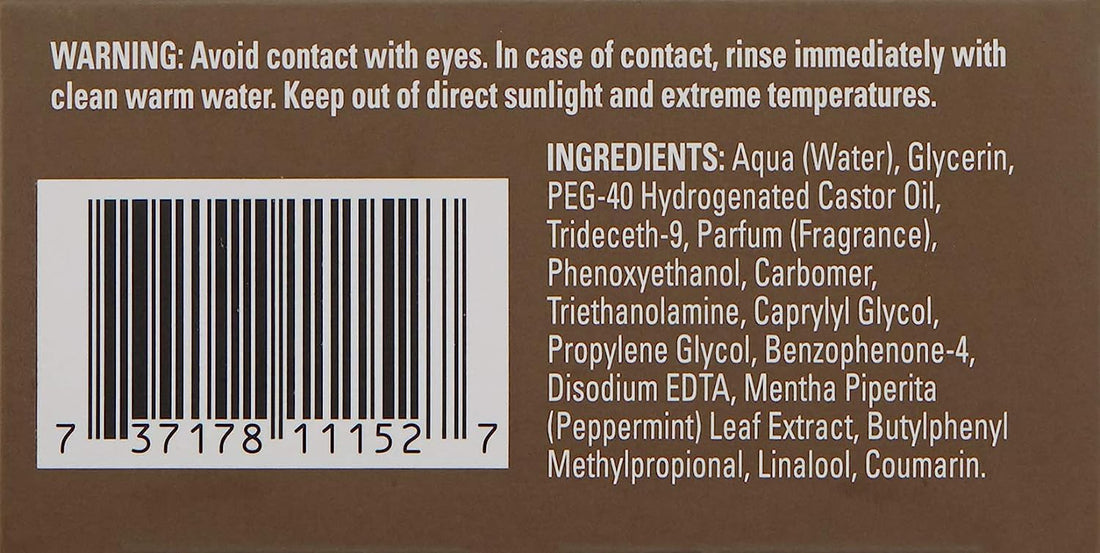 WARNING: Avoid contact with eyes. In case of contact, rinse immediately with
clean warm water. Keep out of direct sunlight and extreme temperatures.
INGREDIENTS: Aqua (Water), Glycerin,
PEG-40 Hydrogenated Castor Oil,
Trideceth-9, Parfum (Fragrance),
Phenoxyethanol, Carbomer,
Triethanolamine, Caprylyl Glycol,
Propylene Glycol, Benzophenone-4,
Disodium EDTA, Mentha Piperita
(Peppermint) Leaf Extract, Butylphenyl
Methylpropional, Linalool, Coumarin.
7 37178 11152 7